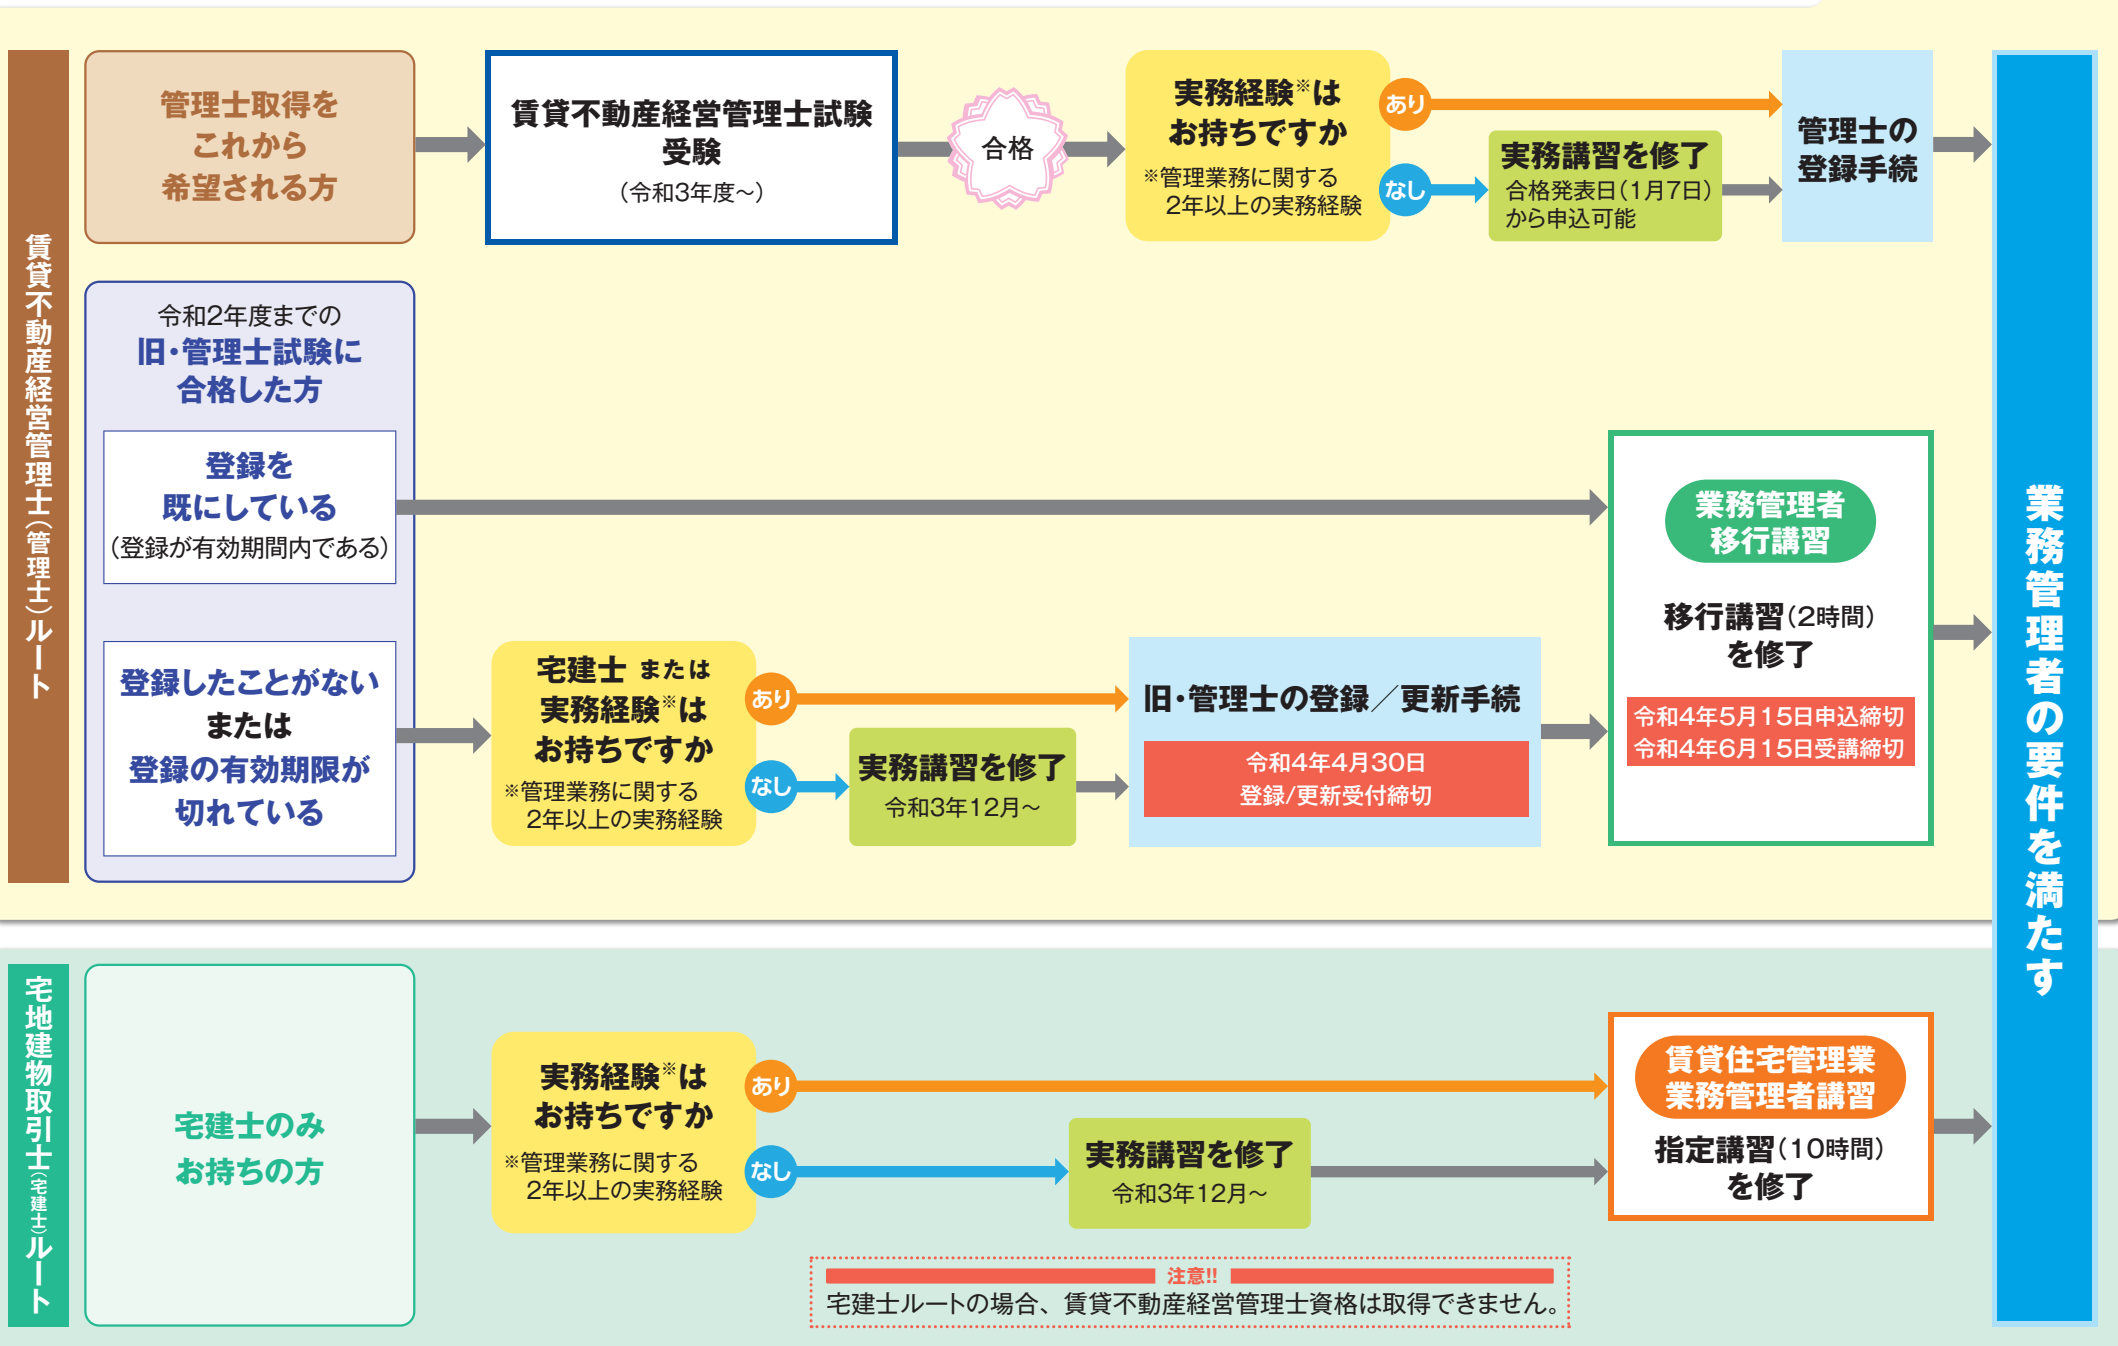 賃貸不動産経営管理士(管理士)ルート
管理士取得を
これから
希望される方
賃貸不動産経営管理士試験
受験
(令和3年度～)
合格
実務経験※は
お持ちですか
※管理業務に関する
2年以上の実務経験
あり
なし
実務講習を修了
合格発表日(1月7日)
から申込可能
管理士の
登録手続
令和2年度までの
旧・管理士試験に
合格した方
登録を
既にしている
(登録が有効期間内である)
登録したことがない
または
登録の有効期限が
切れている
宅建士 または
実務経験※は
お持ちですか
※管理業務に関する
2年以上の実務経験
あり
なし
実務講習を修了
令和3年12月～
旧・管理士の登録／更新手続
令和4年4月30日
登録/更新受付締切
業務管理者
移行講習
移行講習(2時間)
を修了
令和4年5月15日申込締切
令和4年6月15日受講締切
業務管理者の要件を満たす
宅地建物取引士(宅建士)ルート
宅建士のみ
お持ちの方
実務経験※は
お持ちですか
※管理業務に関する
2年以上の実務経験
あり
なし
実務講習を修了
令和3年12月～
賃貸住宅管理業
業務管理者講習
指定講習(10時間)
を修了
注意!!
宅建士ルートの場合、賃貸不動産経営管理士資格は取得できません。